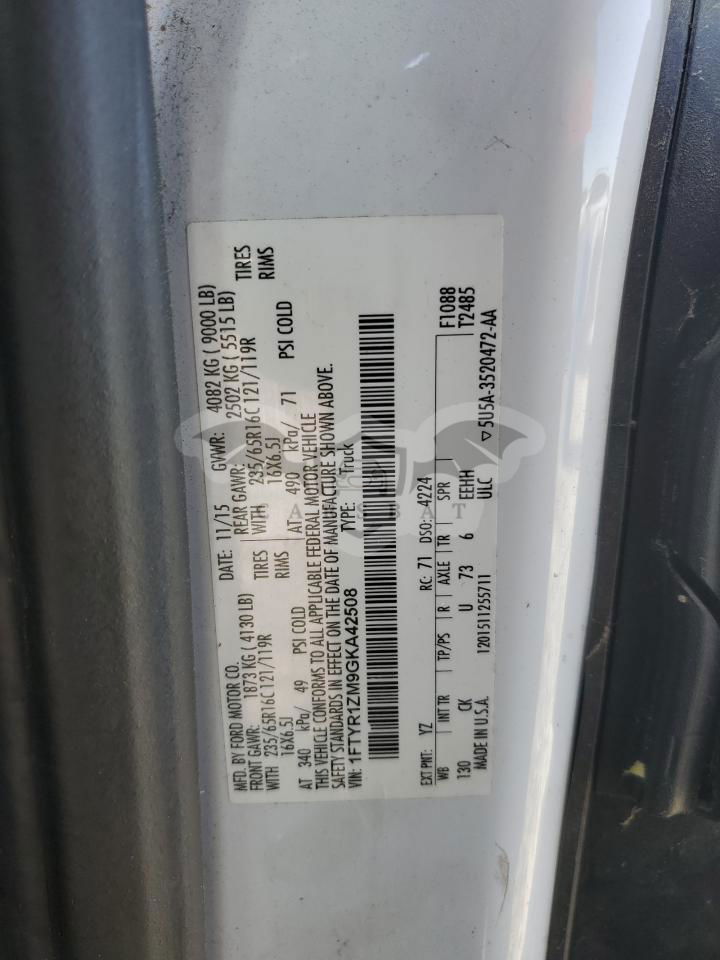 MFD. BY FORD MOTOR CO.
DATE: 11/15 GVWR: 4082 KG ( 9000 LB)
FRONT GAWR: 1873 KG ( 4130 LB) REAR GAWR: 2502 KG ( 5515 LB)
WITH 235/65R16C 121/119R TIRES WITH 235/65R16C 121/119R TIRES
16X6.5J RIMS 16X6.5J RIMS
AT 340 kPa/ 49 PSI COLD AT 490 kPa/ 71 PSI COLD
THIS VEHICLE CONFORMS TO ALL APPLICABLE FEDERAL MOTOR VEHICLE
SAFETY STANDARDS IN EFFECT ON THE DATE OF MANUFACTURE SHOWN ABOVE.
VIN: 1FTYR1ZM9GKA42508 TYPE: Truck
EXT PNT: YZ RC: 71 DSO: 4224 F1088
WB INT TR TP/PS R AXLE TR SPR T2485
130 CK U 73 6 EEHH
MADE IN U.S.A. 1201511255711 ULC ▽5U5A-3520472-AA